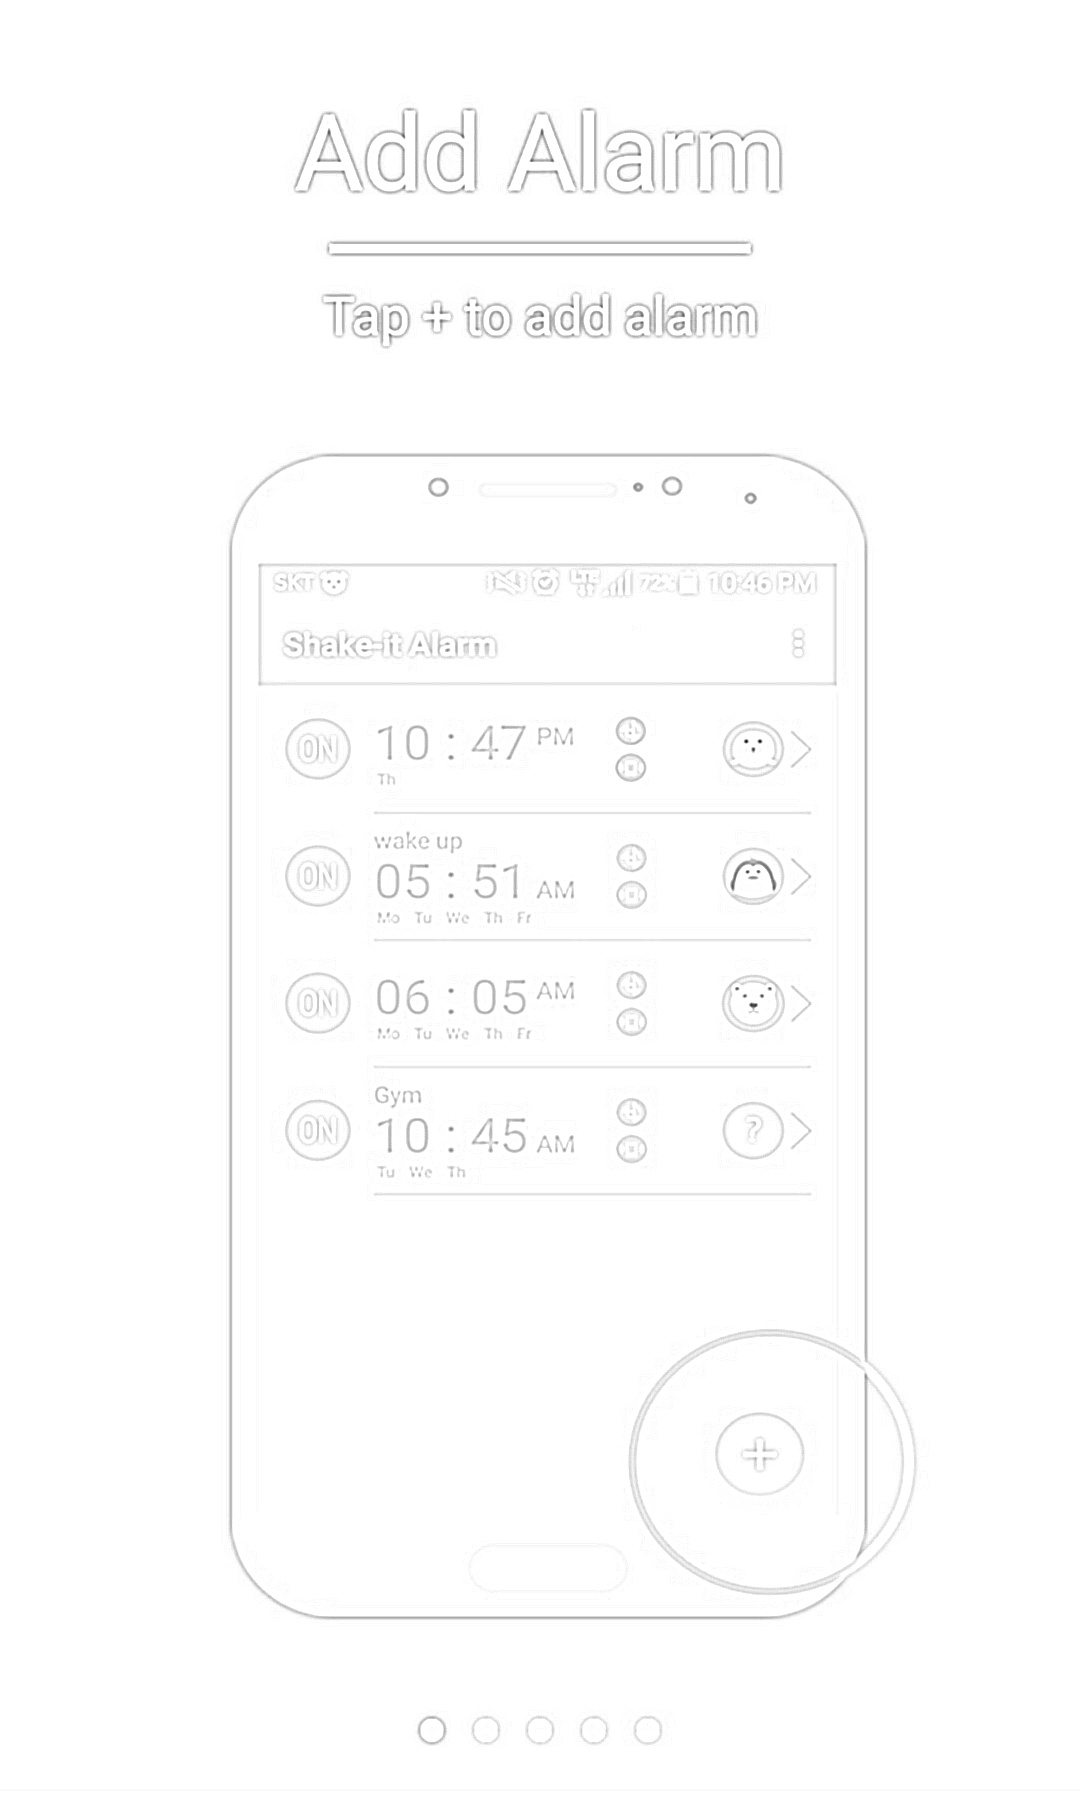 Add Alarm
Tap + to add alarm
SKT LTE 72% 10:46 PM
Shake-it Alarm
ON 10 : 47 PM
Th
wake up
ON 05 : 51 AM
Mo Tu We Th Fr
ON 06 : 05 AM
Mo Tu We Th Fr
Gym
ON 10 : 45 AM ?
Tu We Th
+